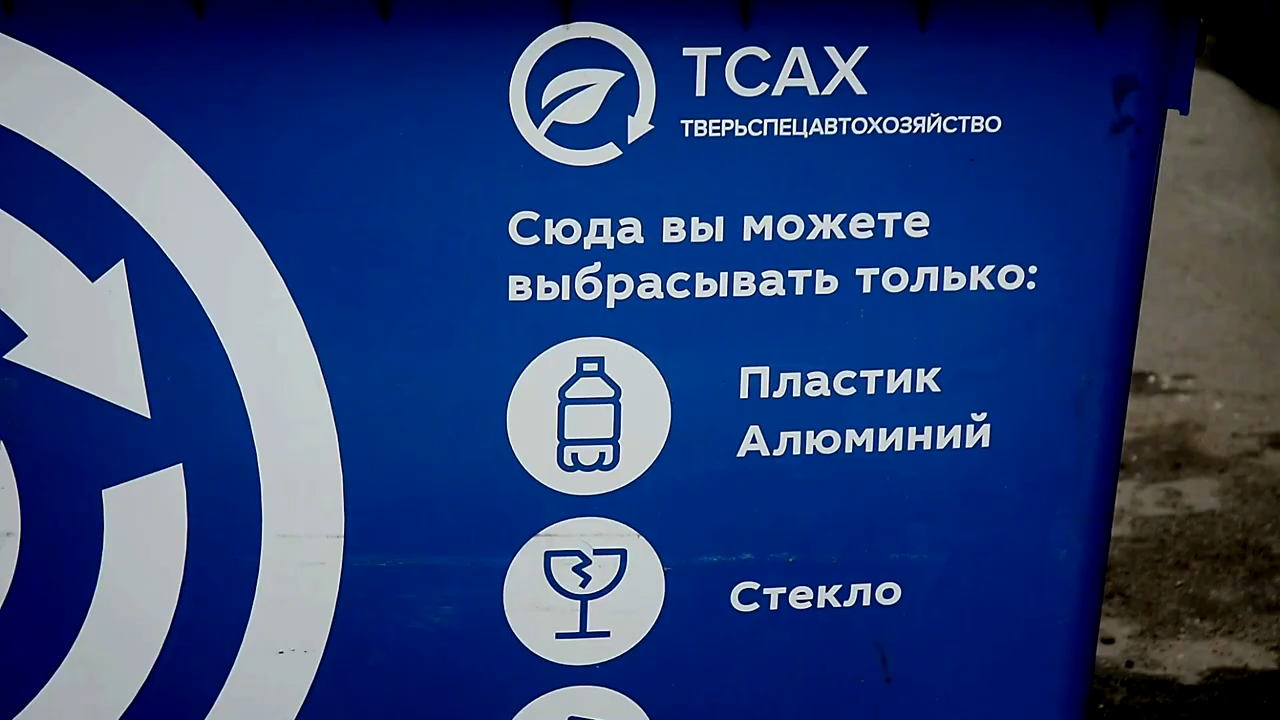 ТСАХ
ТВЕРЬСПЕЦАВТОХОЗЯЙСТВО
Сюда вы можете
выбрасывать только:
Пластик
Алюминий
Стекло